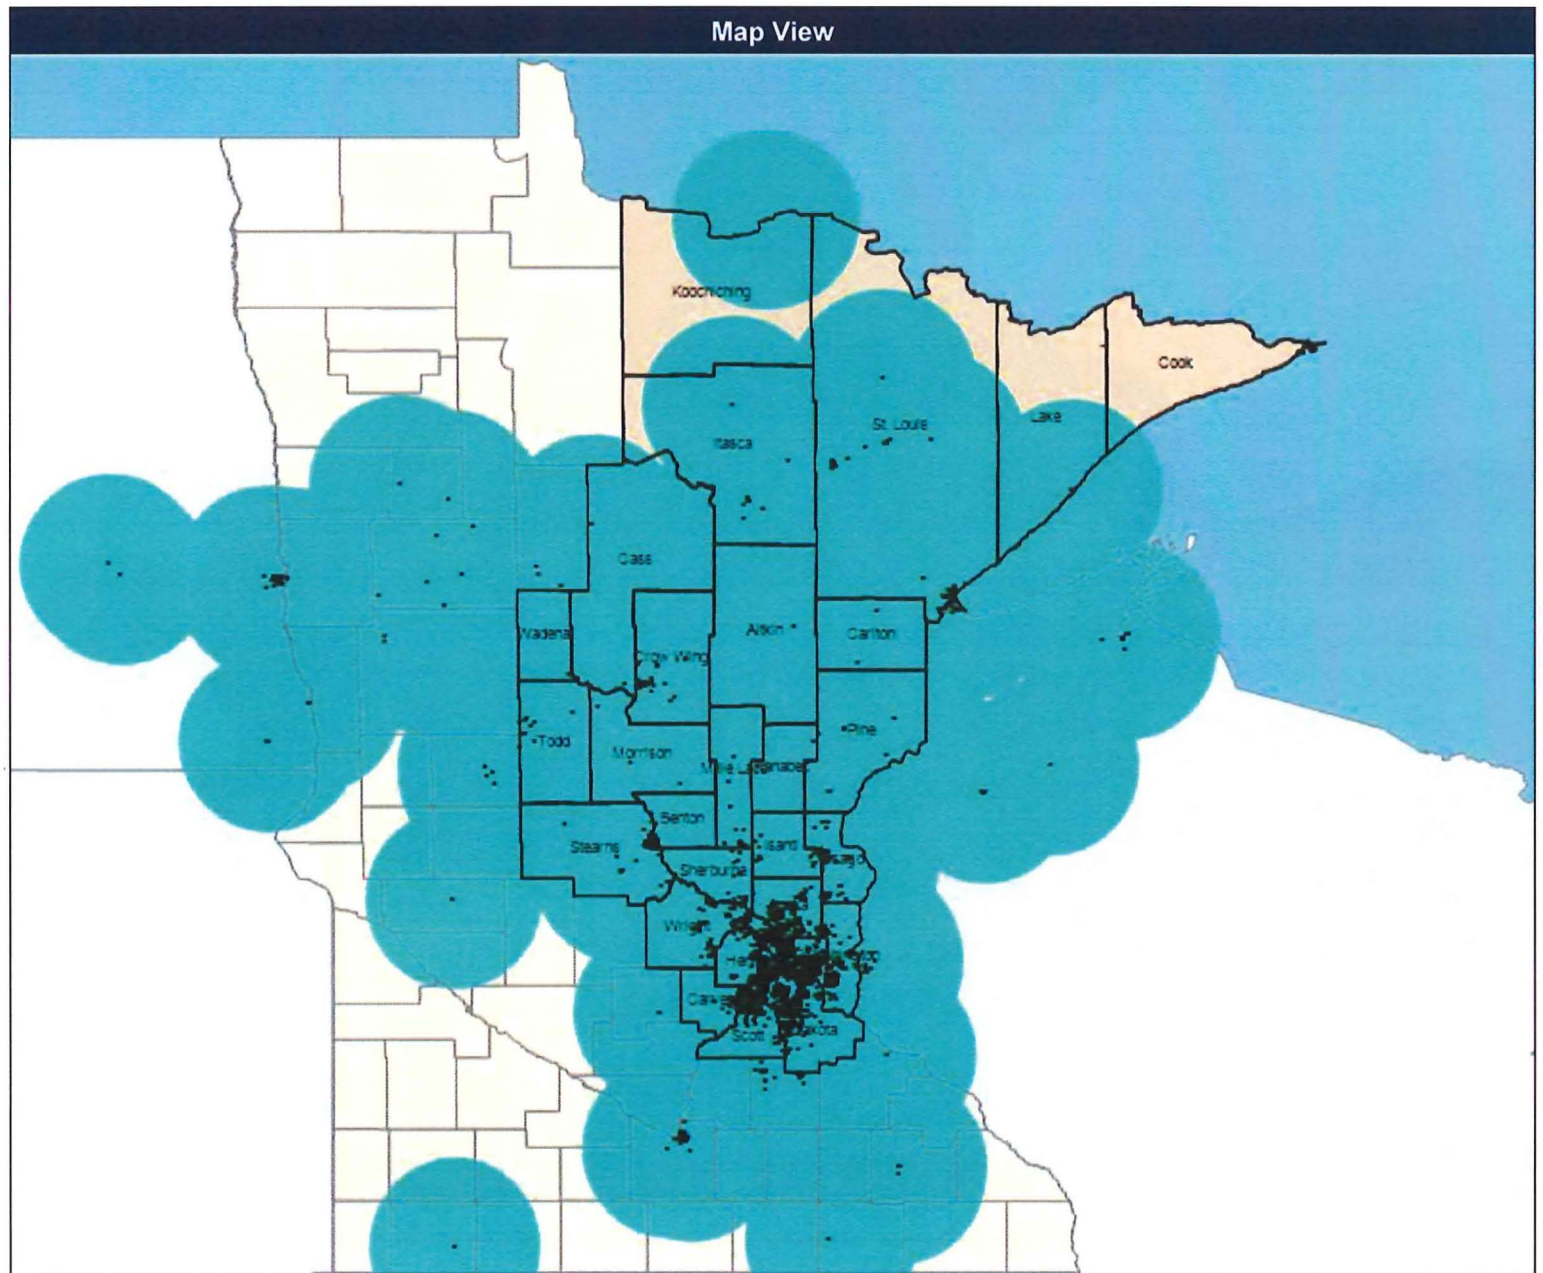 Map View
Koochiching
Cook
Lake
St. Louis
Itasca
Cass
Wadena
Aitkin
Carlton
Crow Wing
Todd
Morrison
Pine
Benton
Stearns
Isanti
Sherburne
Wright
Scott